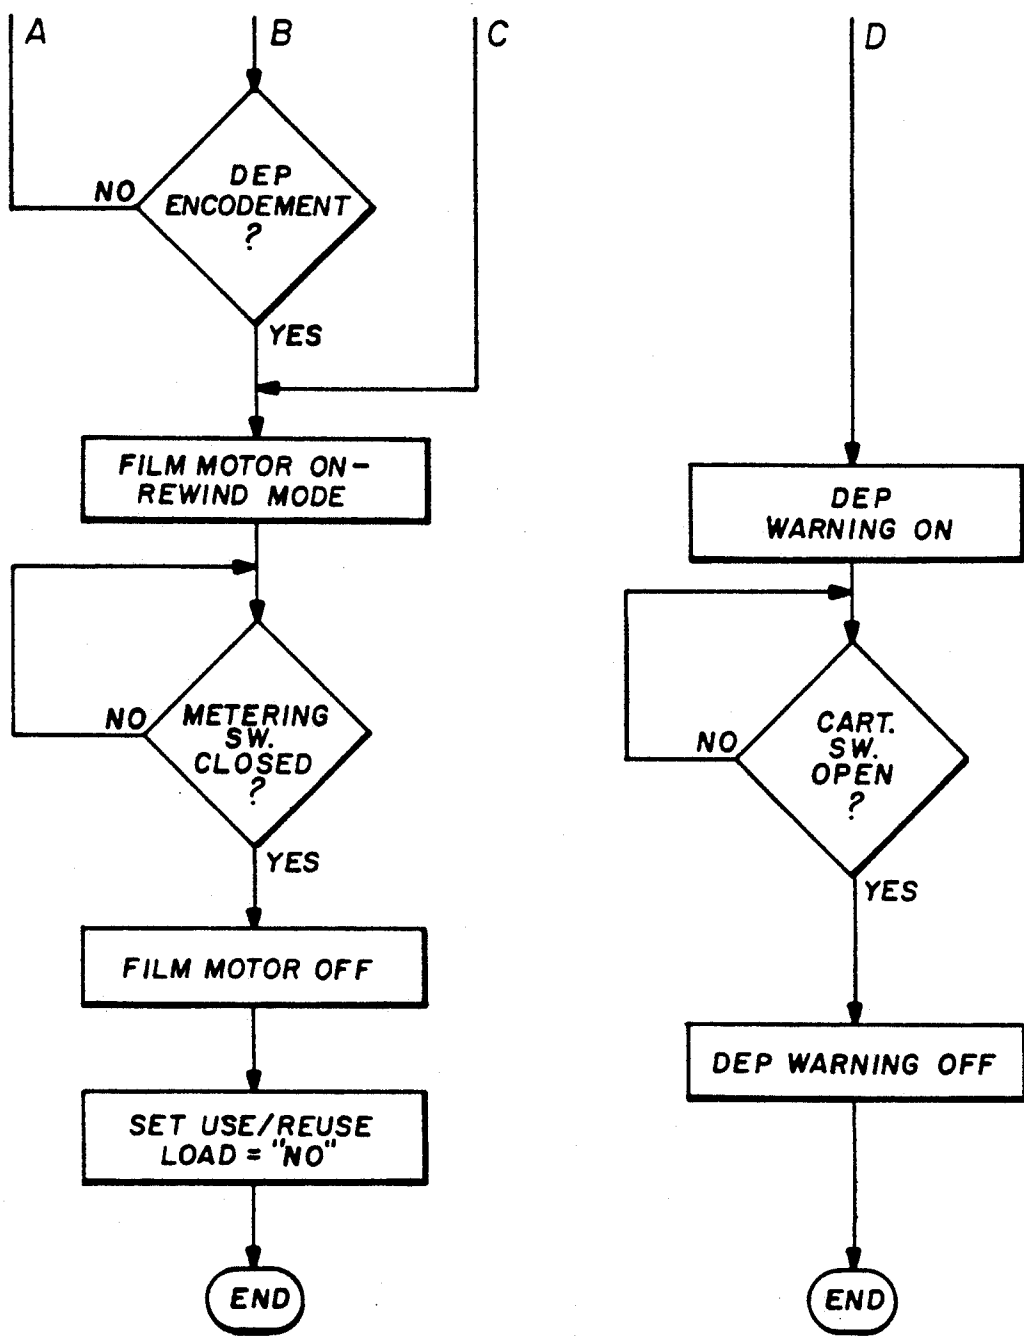 A
B
C
D
DEP
ENCODEMENT
?
NO
YES
FILM MOTOR ON-
REWIND MODE
METERING
SW.
CLOSED
?
NO
YES
FILM MOTOR OFF
SET USE/REUSE
LOAD = "NO"
END
DEP
WARNING ON
CART.
SW.
OPEN
?
NO
YES
DEP WARNING OFF
END